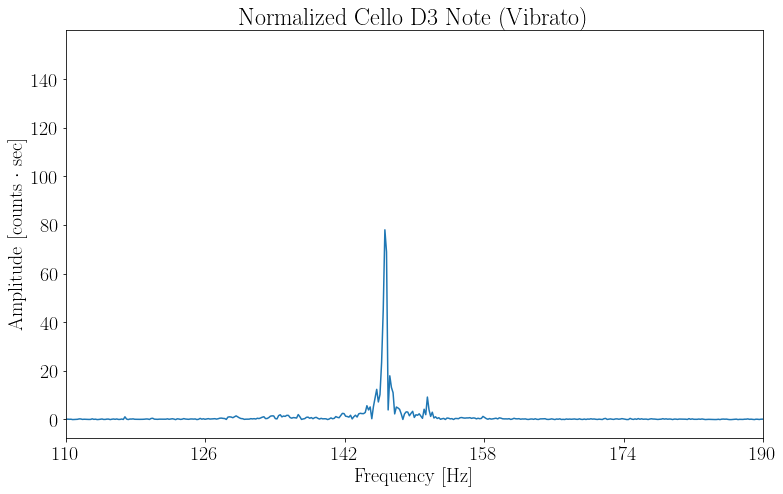 Normalized Cello D3 Note (Vibrato)
140
120
100
80
60
40
20
0
Amplitude [counts · sec]
110 126 142 158 174 190
Frequency [Hz]